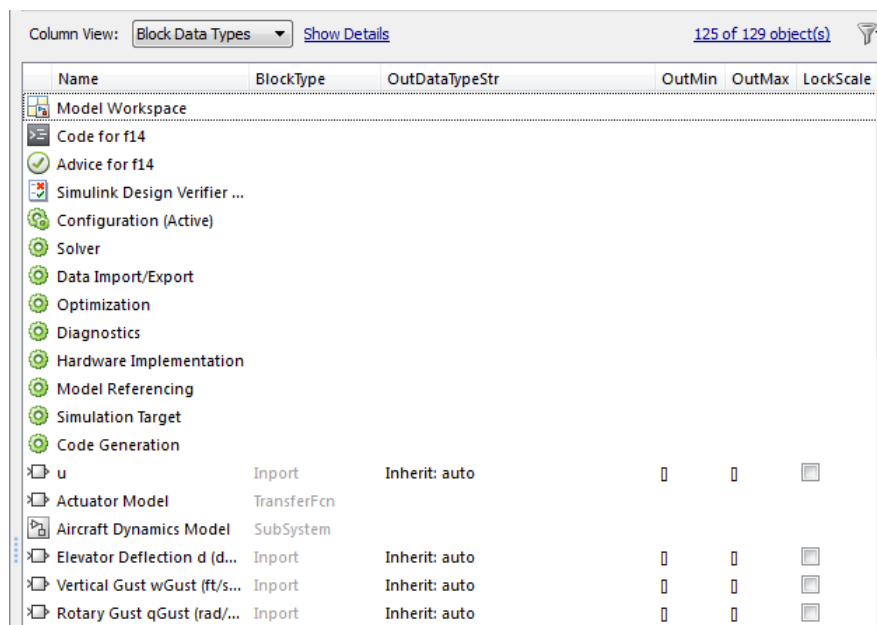 Column View: Block Data Types Show Details 125 of 129 object(s)
Name BlockType OutDataTypeStr OutMin OutMax LockScale
Model Workspace
Code for f14
Advice for f14
Simulink Design Verifier ...
Configuration (Active)
Solver
Data Import/Export
Optimization
Diagnostics
Hardware Implementation
Model Referencing
Simulation Target
Code Generation
u Inport Inherit: auto [] []
Actuator Model TransferFcn
Aircraft Dynamics Model SubSystem
Elevator Deflection d (d... Inport Inherit: auto [] []
Vertical Gust wGust (ft/s... Inport Inherit: auto [] []
Rotary Gust qGust (rad/... Inport Inherit: auto [] []